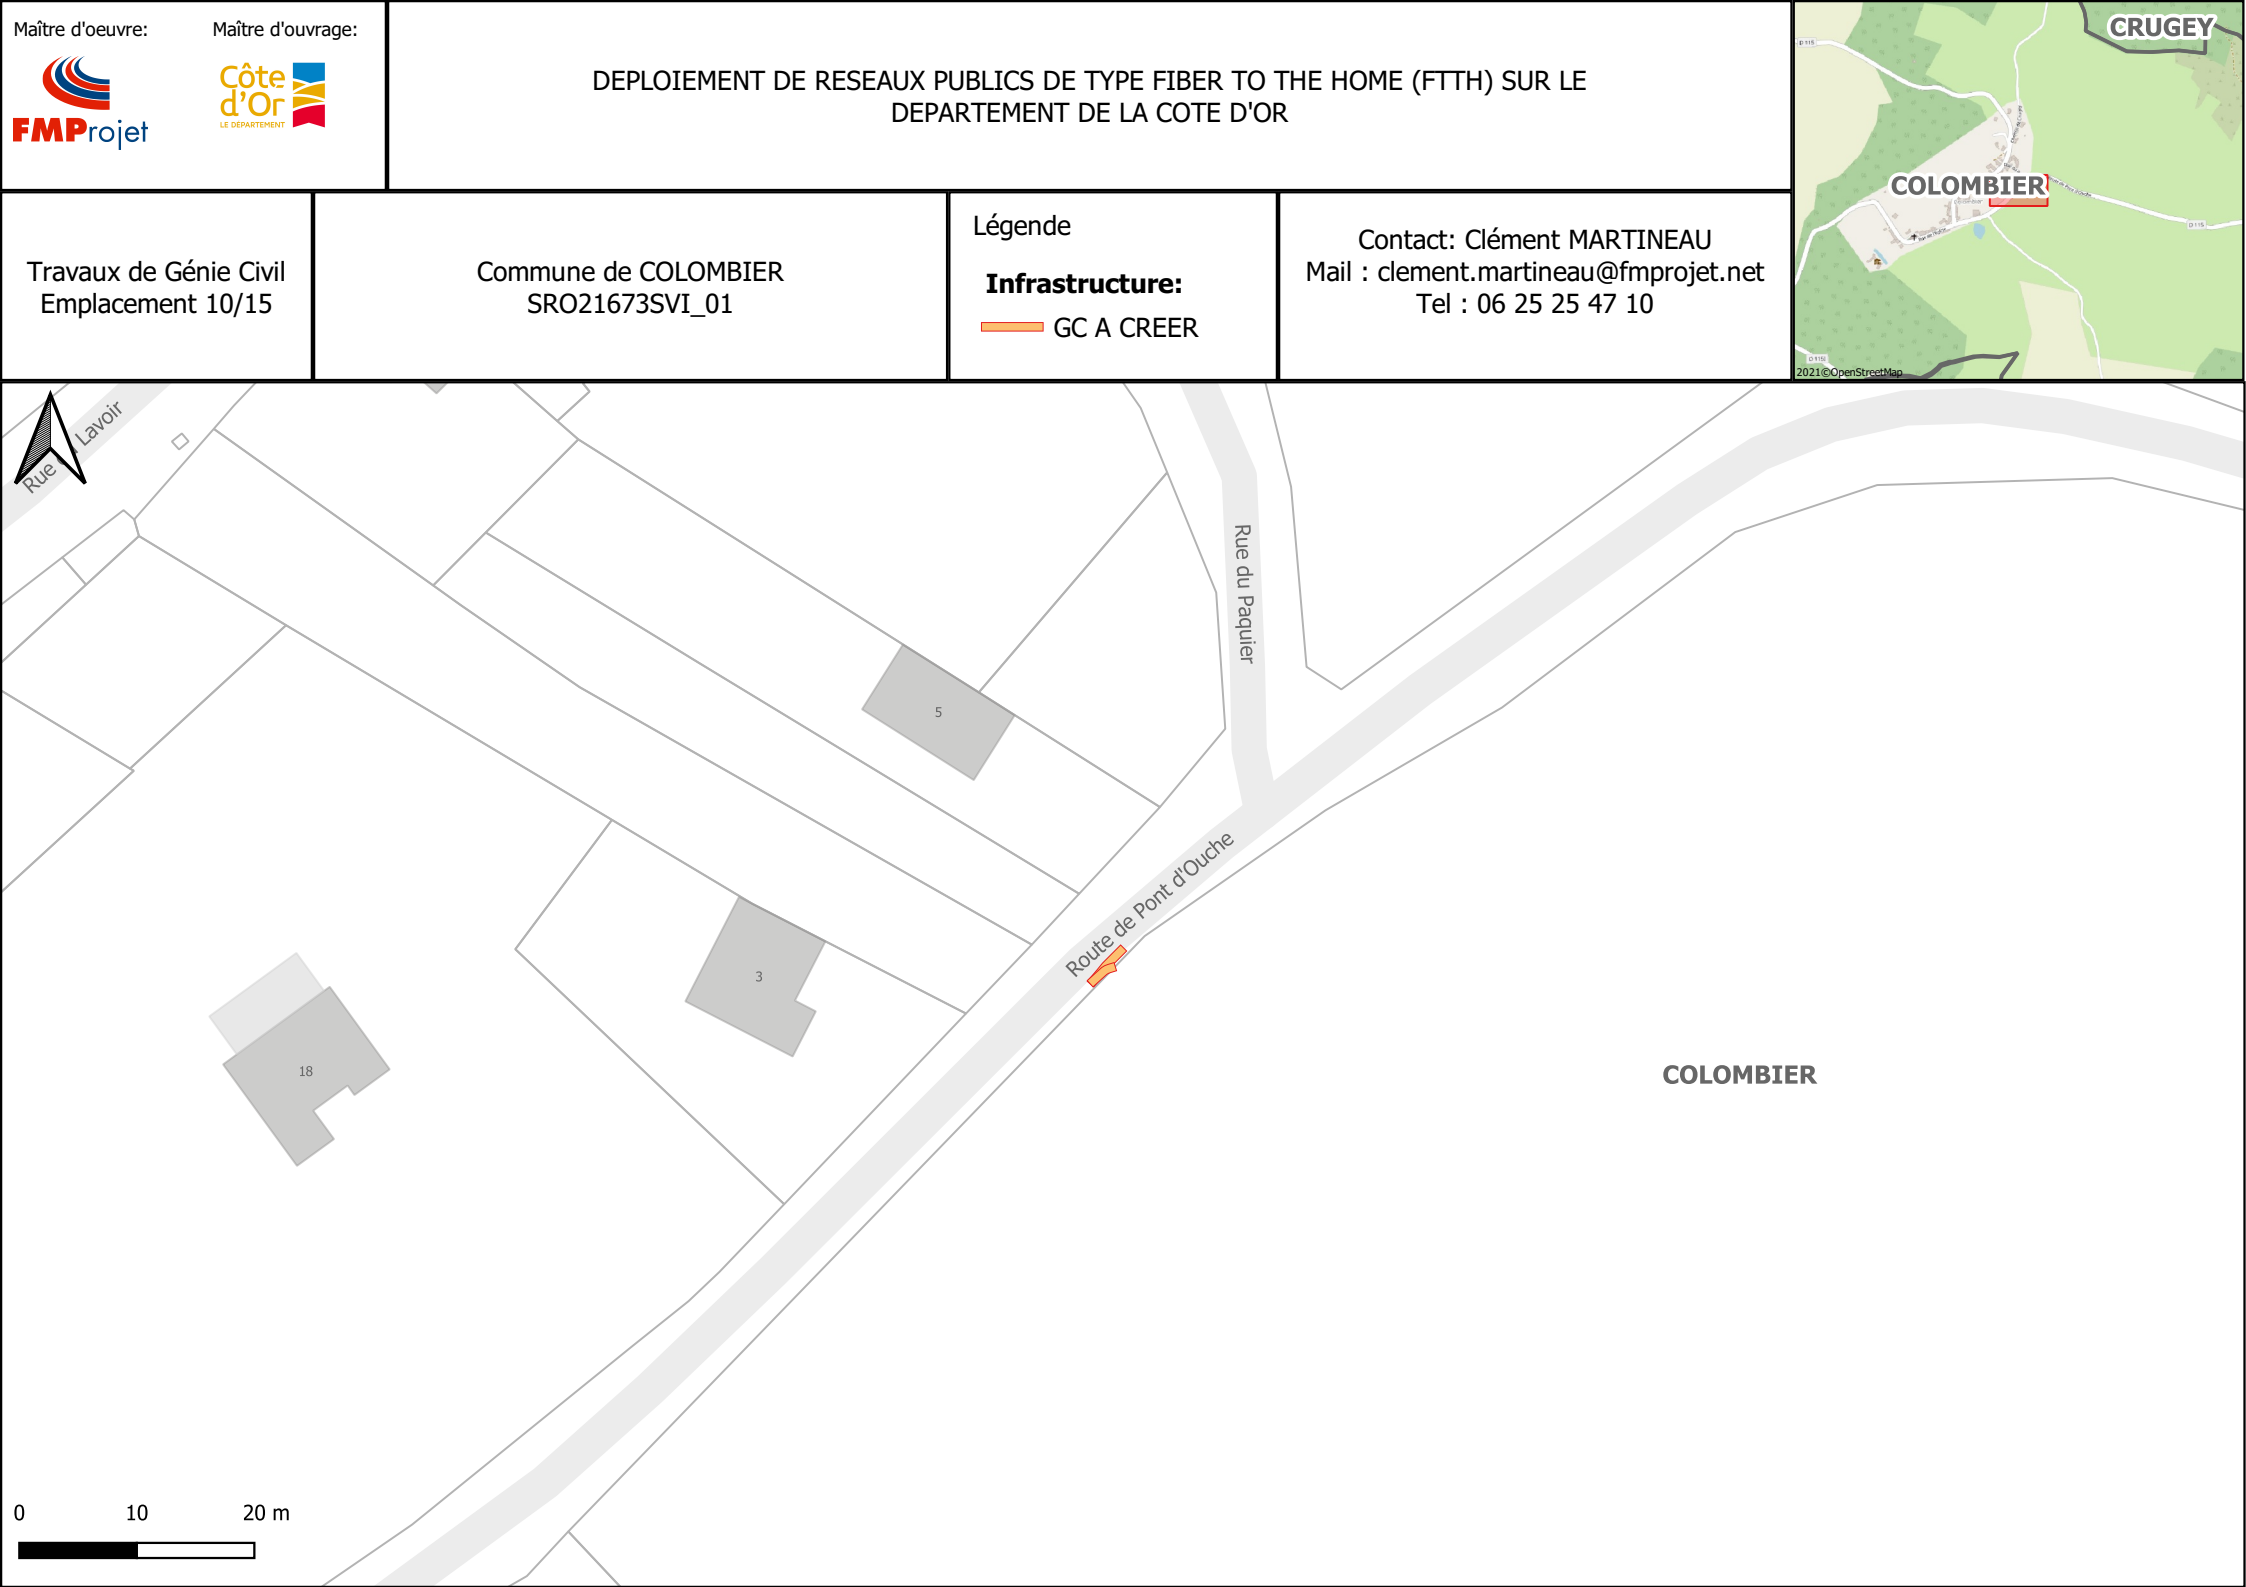 Maître d'oeuvre:
Maître d'ouvrage:
FMProjet
Côte
d'Or
LE DÉPARTEMENT
DEPLOIEMENT DE RESEAUX PUBLICS DE TYPE FIBER TO THE HOME (FTTH) SUR LE
DEPARTEMENT DE LA COTE D'OR
Travaux de Génie Civil
Emplacement 10/15
Commune de COLOMBIER
SRO21673SVI_01
Légende
Infrastructure:
GC A CREER
Contact: Clément MARTINEAU
Mail : clement.martineau@fmprojet.net
Tel : 06 25 25 47 10
CRUGEY
D 115
COLOMBIER
D 115
D 115J
2021©OpenStreetMap
Rue Lavoir
Rue du Paquier
5
Route de Pont d'Ouche
3
18
COLOMBIER
0 10 20 m